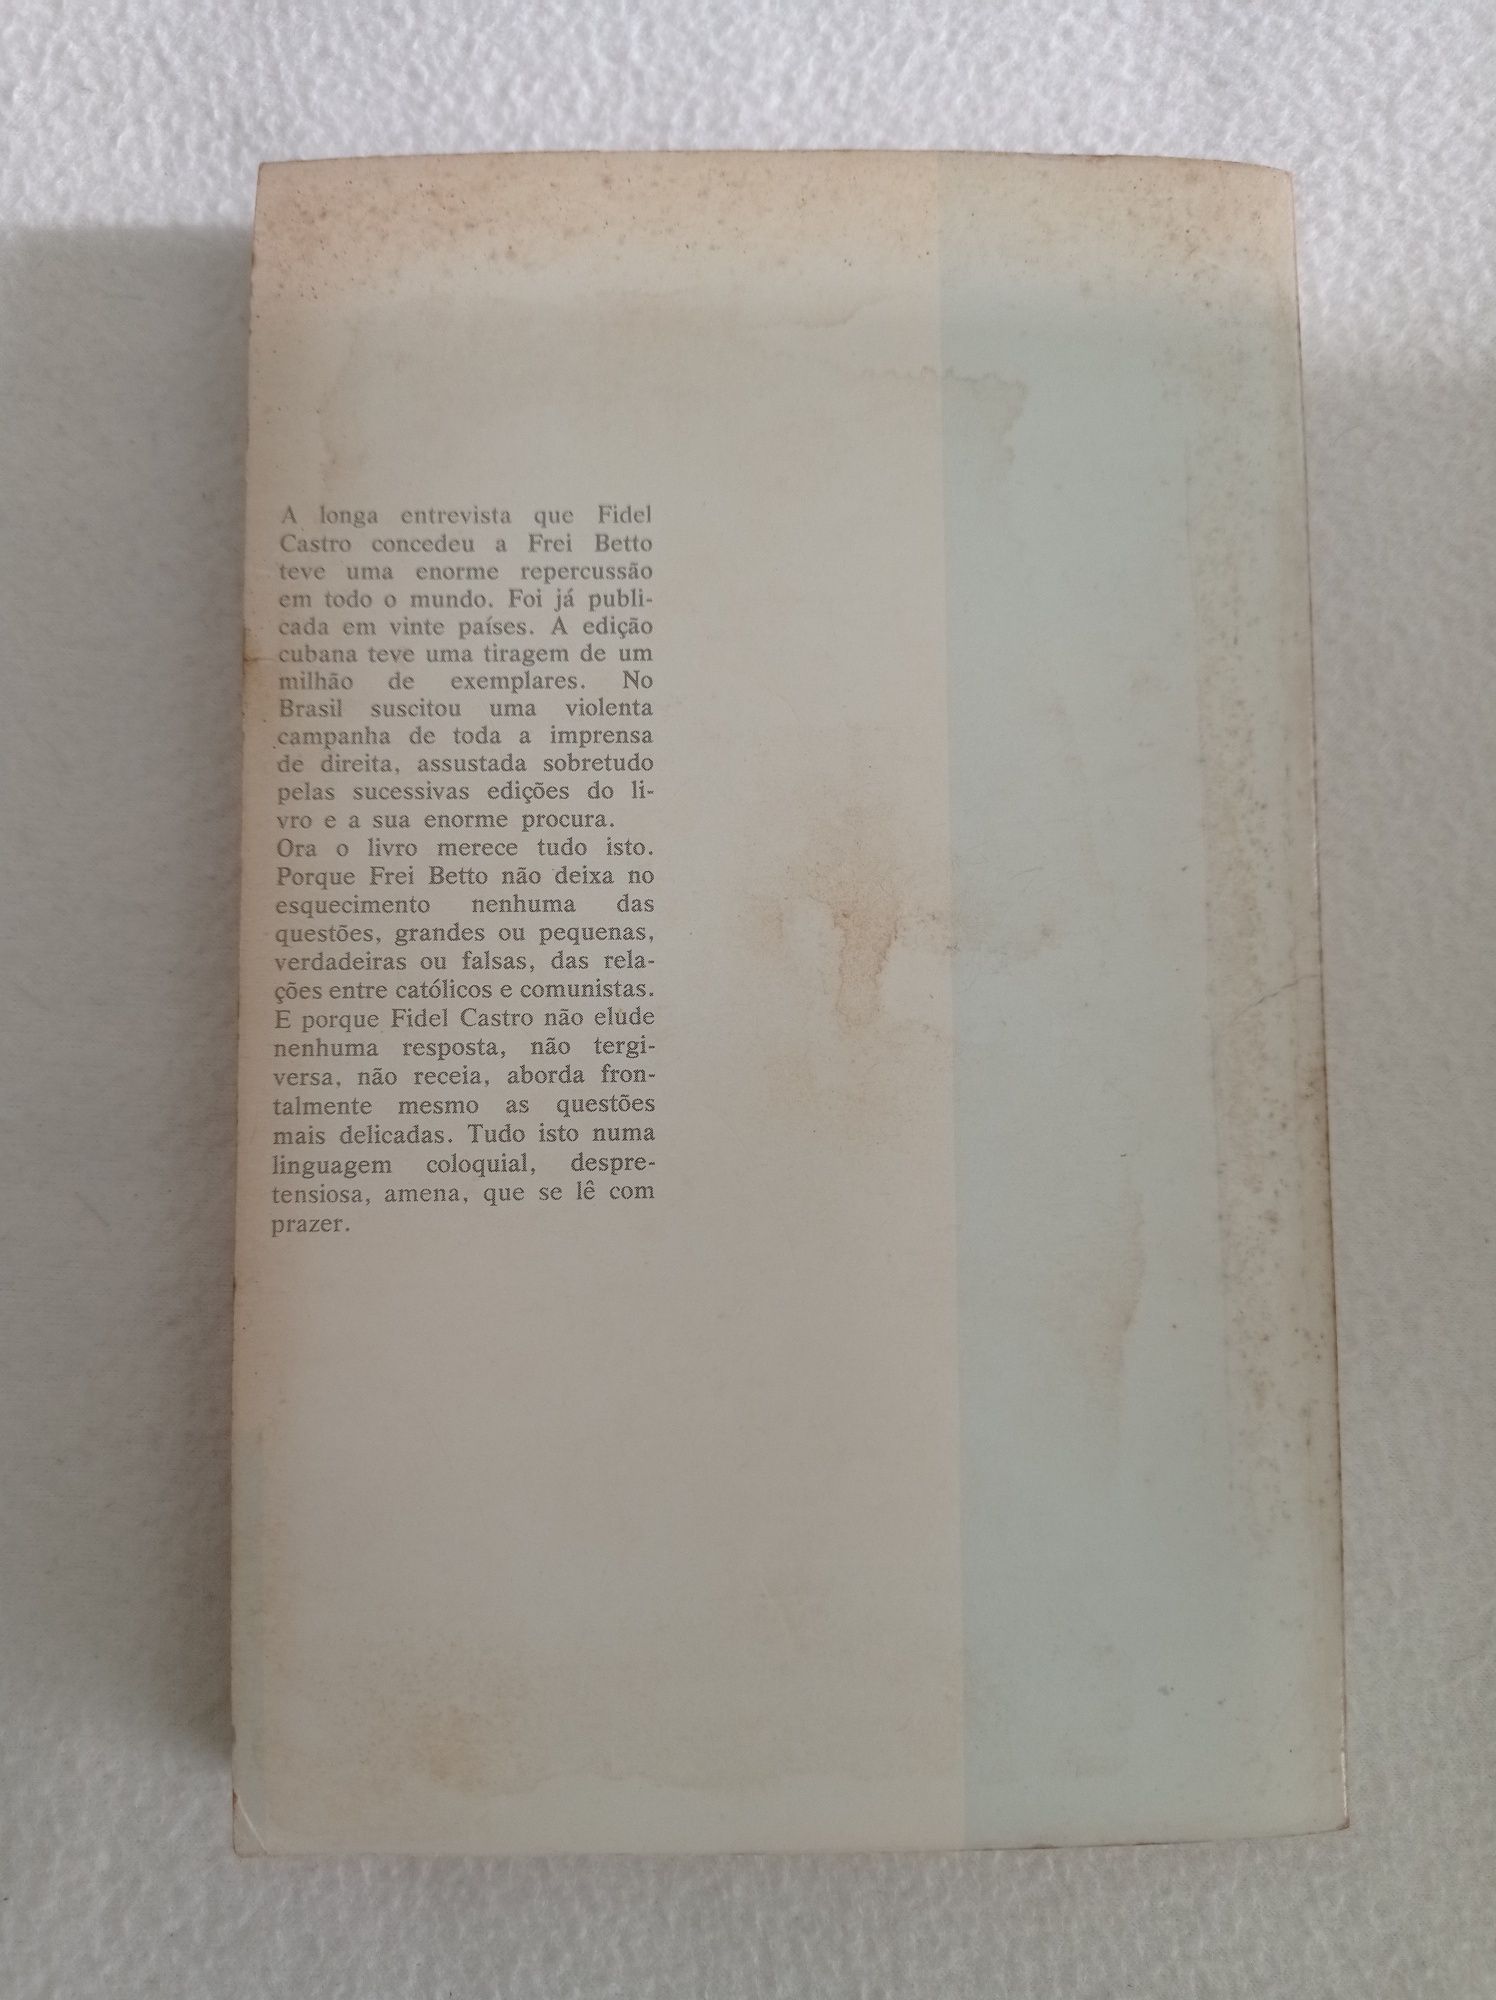 A longa entrevista que Fidel
Castro concedeu a Frei Betto
teve uma enorme repercussão
em todo o mundo. Foi já publi-
cada em vinte países. A edição
cubana teve uma tiragem de um
milhão de exemplares. No
Brasil suscitou uma violenta
campanha de toda a imprensa
de direita, assustada sobretudo
pelas sucessivas edições do li-
vro e a sua enorme procura.
Ora o livro merece tudo isto.
Porque Frei Betto não deixa no
esquecimento nenhuma das
questões, grandes ou pequenas,
verdadeiras ou falsas, das rela-
ções entre católicos e comunistas.
E porque Fidel Castro não elude
nenhuma resposta, não tergi-
versa, não receia, aborda fron-
talmente mesmo as questões
mais delicadas. Tudo isto numa
linguagem coloquial, despre-
tensiosa, amena, que se lê com
prazer.